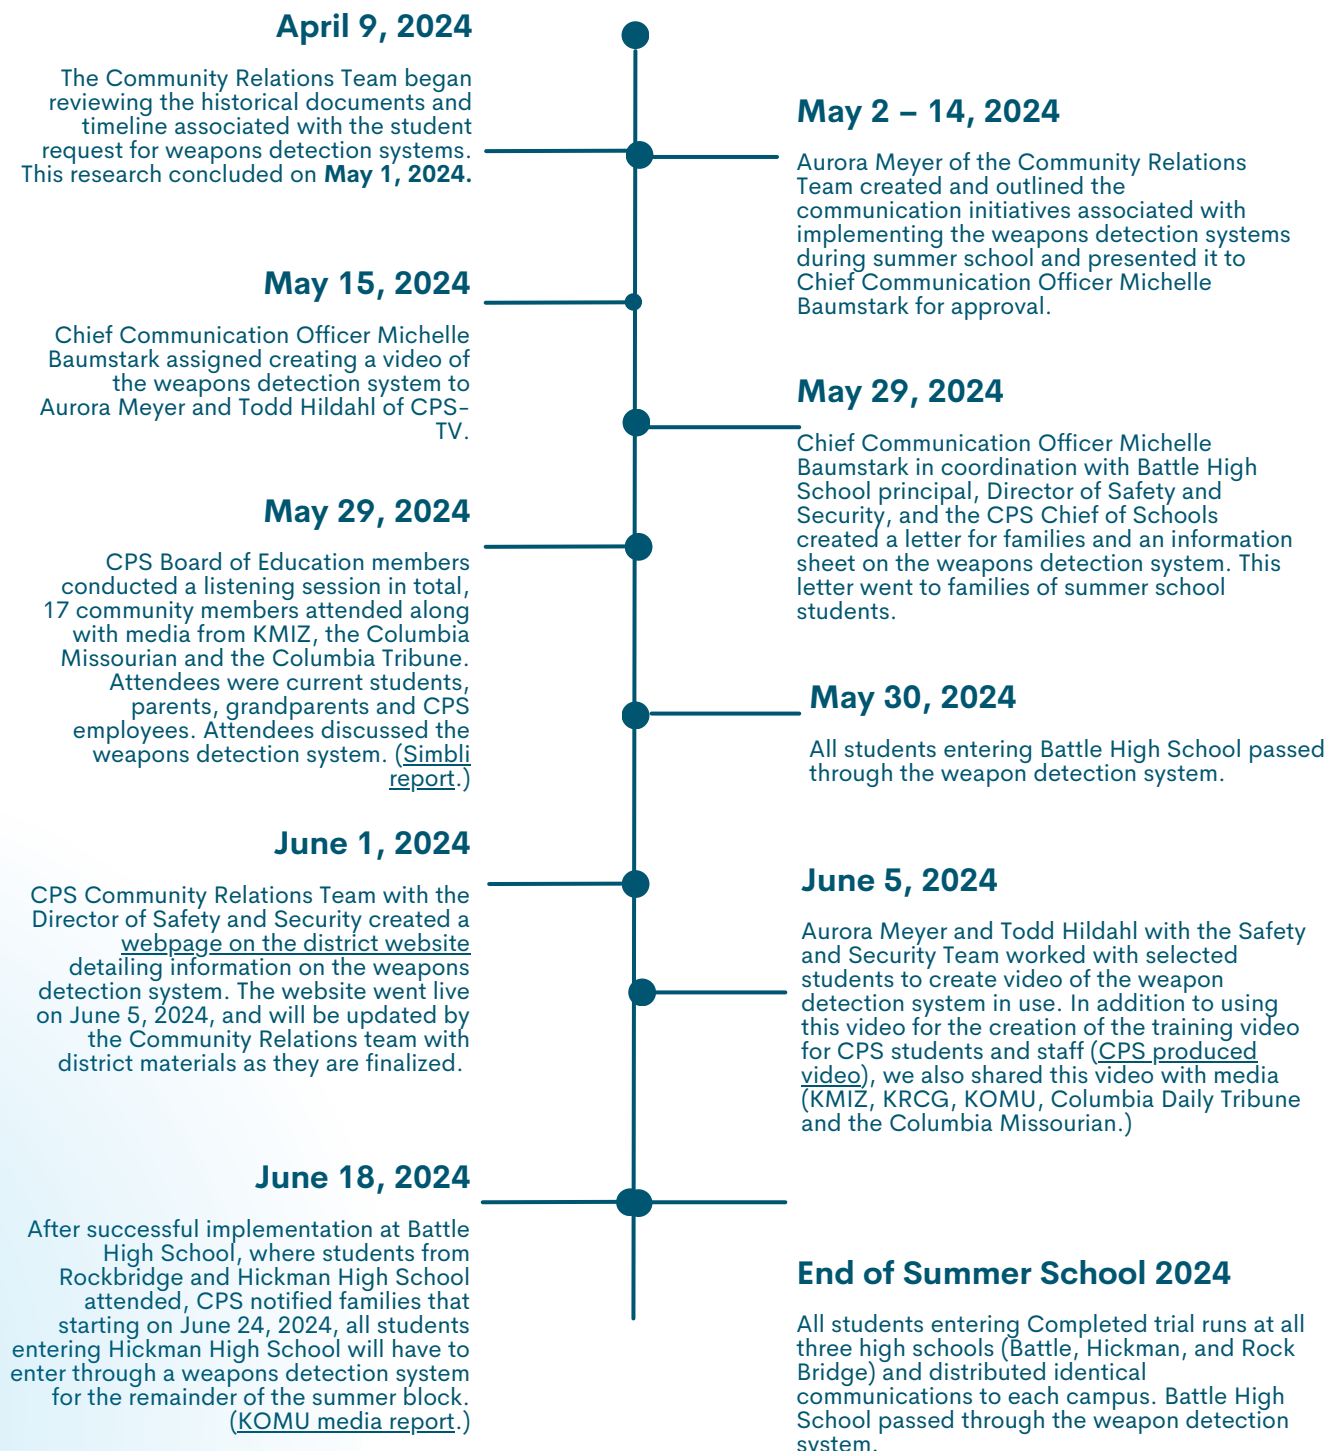 April 9, 2024
The Community Relations Team began
reviewing the historical documents and
timeline associated with the student
request for weapons detection systems.
This research concluded on May 1, 2024.
May 2 – 14, 2024
Aurora Meyer of the Community Relations
Team created and outlined the
communication initiatives associated with
implementing the weapons detection systems
during summer school and presented it to
Chief Communication Officer Michelle
Baumstark for approval.
May 15, 2024
Chief Communication Officer Michelle
Baumstark assigned creating a video of
the weapons detection system to
Aurora Meyer and Todd Hildahl of CPS-
TV.
May 29, 2024
Chief Communication Officer Michelle
Baumstark in coordination with Battle High
School principal, Director of Safety and
Security, and the CPS Chief of Schools
created a letter for families and an information
sheet on the weapons detection system. This
letter went to families of summer school
students.
May 29, 2024
CPS Board of Education members
conducted a listening session in total,
17 community members attended along
with media from KMIZ, the Columbia
Missourian and the Columbia Tribune.
Attendees were current students,
parents, grandparents and CPS
employees. Attendees discussed the
weapons detection system. (Simbli
report.)
May 30, 2024
All students entering Battle High School passed
through the weapon detection system.
June 1, 2024
CPS Community Relations Team with the
Director of Safety and Security created a
webpage on the district website
detailing information on the weapons
detection system. The website went live
on June 5, 2024, and will be updated by
the Community Relations team with
district materials as they are finalized.
June 5, 2024
Aurora Meyer and Todd Hildahl with the Safety
and Security Team worked with selected
students to create video of the weapon
detection system in use. In addition to using
this video for the creation of the training video
for CPS students and staff (CPS produced
video), we also shared this video with media
(KMIZ, KRCG, KOMU, Columbia Daily Tribune
and the Columbia Missourian.)
June 18, 2024
After successful implementation at Battle
High School, where students from
Rockbridge and Hickman High School
attended, CPS notified families that
starting on June 24, 2024, all students
entering Hickman High School will have to
enter through a weapons detection system
for the remainder of the summer block.
(KOMU media report.)
End of Summer School 2024
All students entering Completed trial runs at all
three high schools (Battle, Hickman, and Rock
Bridge) and distributed identical
communications to each campus. Battle High
School passed through the weapon detection
system.